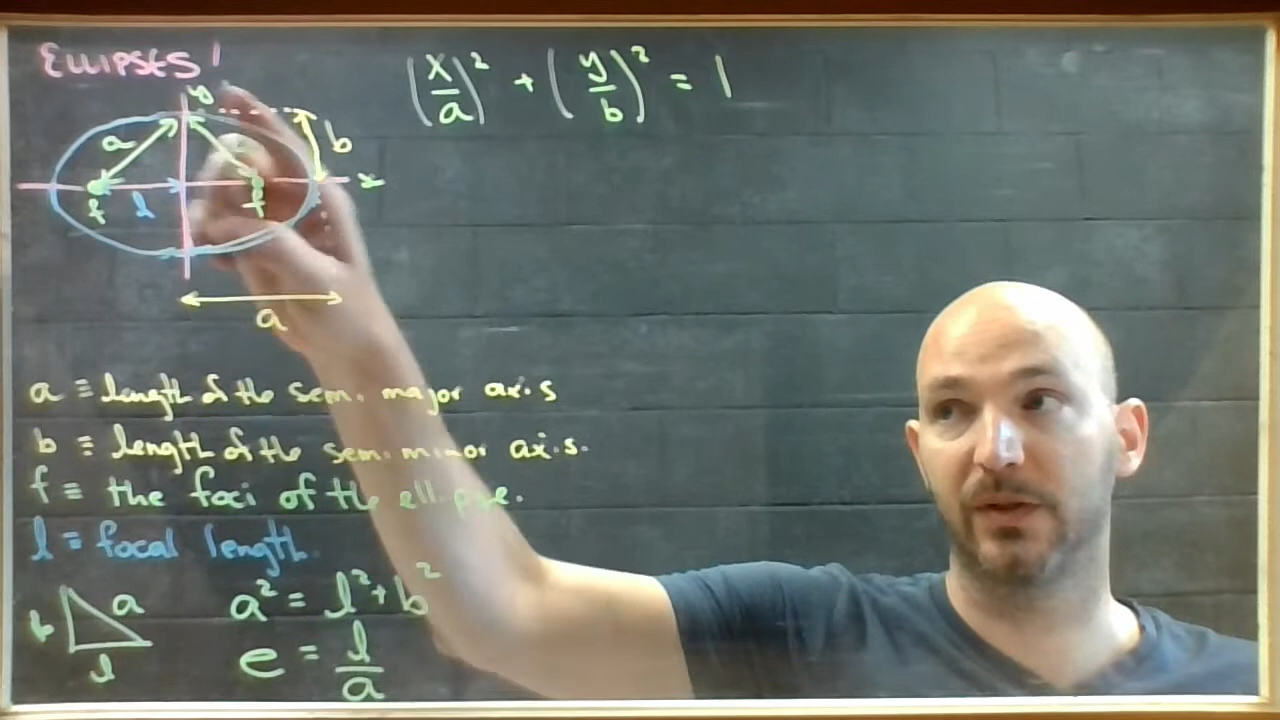 ELLIPSES!
(x/a)² + (y/b)² = 1
y
a
b
x
f
l
f
a
a ≡ length of the semi major axis
b ≡ length of the semi minor axis.
f ≡ the foci of the ellipse.
l ≡ focal length.
b a
l
a² = l² + b²
e = l/a